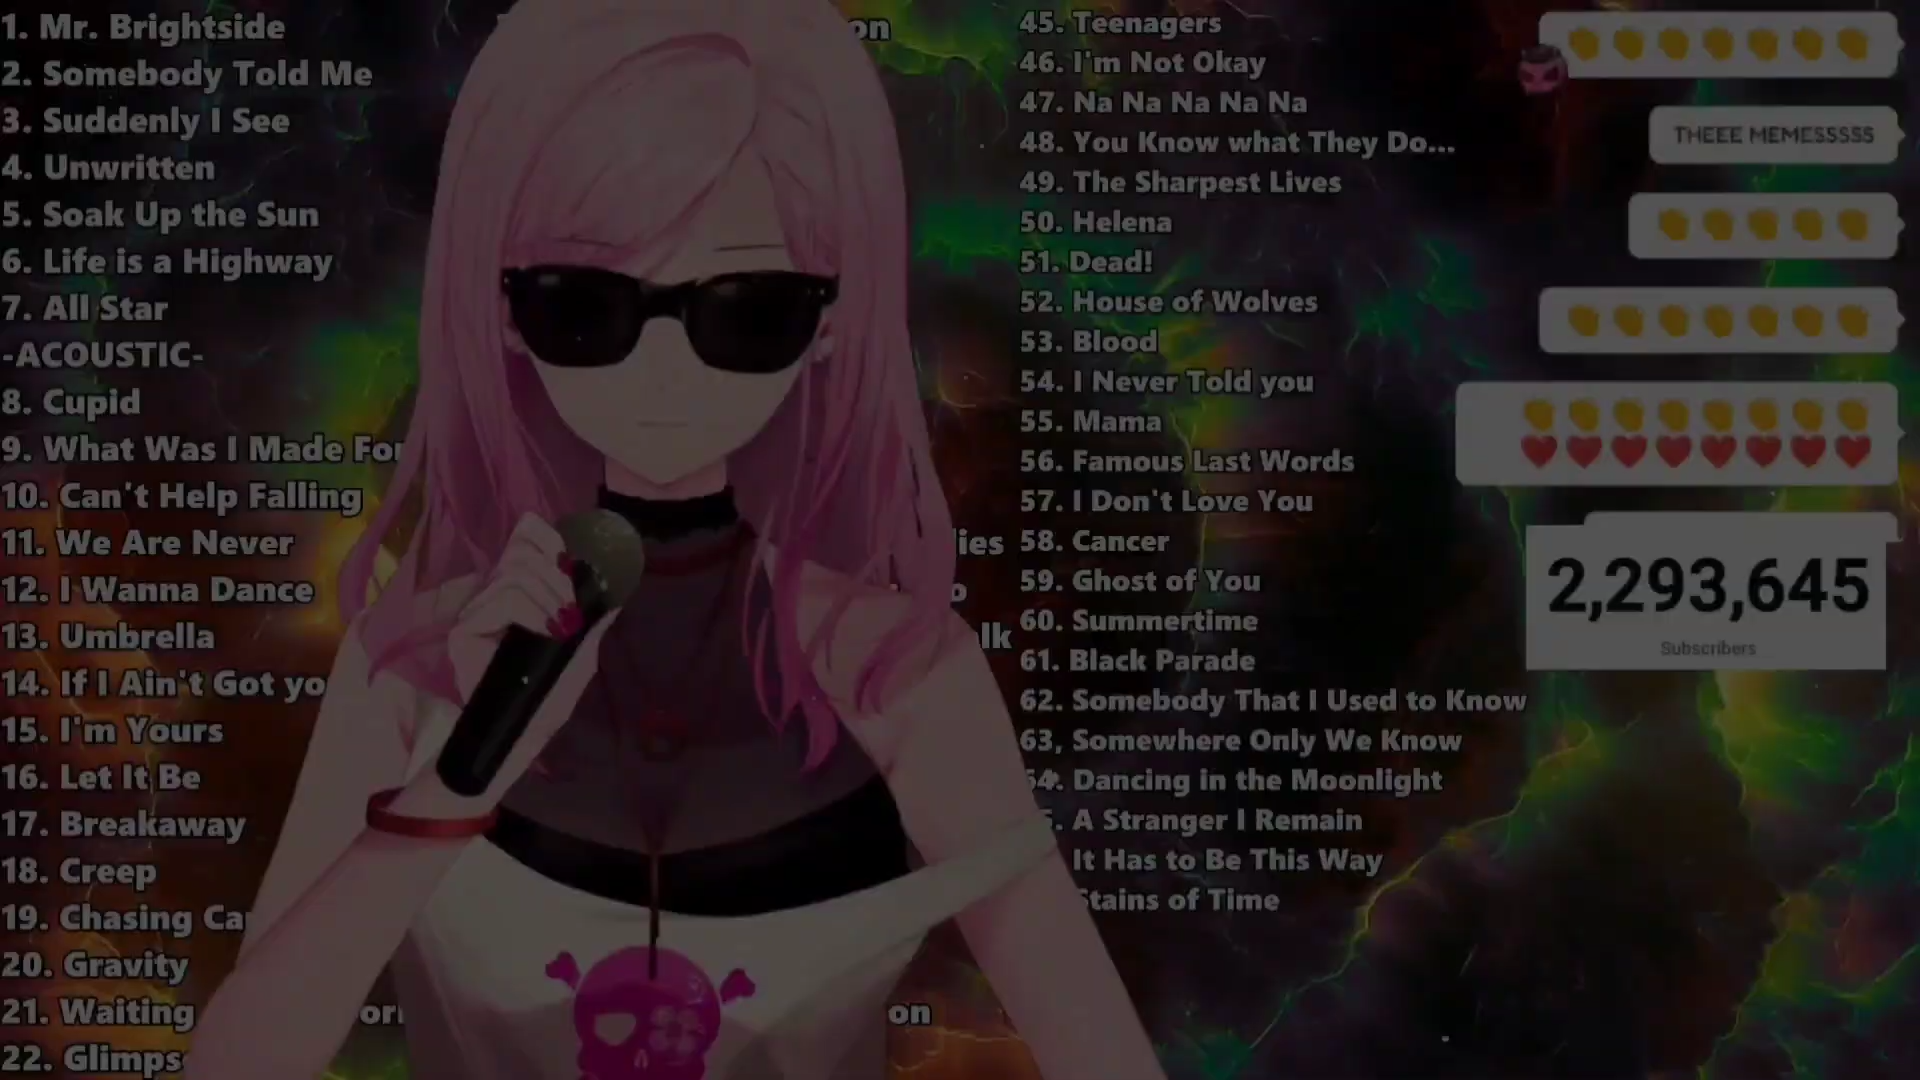 1. Mr. Brightside
2. Somebody Told Me
3. Suddenly I See
4. Unwritten
5. Soak Up the Sun
6. Life is a Highway
7. All Star
-ACOUSTIC-
8. Cupid
9. What Was I Made For
10. Can't Help Falling
11. We Are Never
12. I Wanna Dance
13. Umbrella
14. If I Ain't Got yo
15. I'm Yours
16. Let It Be
17. Breakaway
18. Creep
19. Chasing Ca
20. Gravity
21. Waiting
22. Glimps
on
lies
o
lk
on
45. Teenagers
46. I'm Not Okay
47. Na Na Na Na Na
48. You Know what They Do...
49. The Sharpest Lives
50. Helena
51. Dead!
52. House of Wolves
53. Blood
54. I Never Told you
55. Mama
56. Famous Last Words
57. I Don't Love You
58. Cancer
59. Ghost of You
60. Summertime
61. Black Parade
62. Somebody That I Used to Know
63, Somewhere Only We Know
64. Dancing in the Moonlight
. A Stranger I Remain
It Has to Be This Way
Stains of Time
THEEE MEMESSSSS
2,293,645
Subscribers